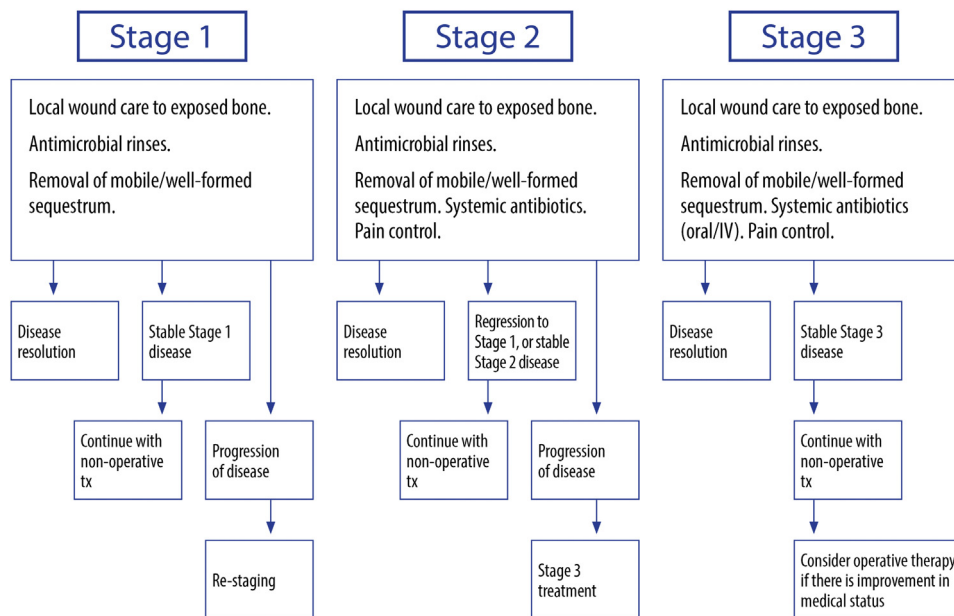 Stage 1
Local wound care to exposed bone.
Antimicrobial rinses.
Removal of mobile/well-formed
sequestrum.
Disease
resolution
Stable Stage 1
disease
Continue with
non-operative
tx
Progression
of disease
Re-staging
Stage 2
Local wound care to exposed bone.
Antimicrobial rinses.
Removal of mobile/well-formed
sequestrum. Systemic antibiotics.
Pain control.
Disease
resolution
Regression to
Stage 1, or stable
Stage 2 disease
Continue with
non-operative
tx
Progression
of disease
Stage 3
treatment
Stage 3
Local wound care to exposed bone.
Antimicrobial rinses.
Removal of mobile/well-formed
sequestrum. Systemic antibiotics
(oral/IV). Pain control.
Disease
resolution
Stable Stage 3
disease
Continue with
non-operative
tx
Consider operative therapy
if there is improvement in
medical status